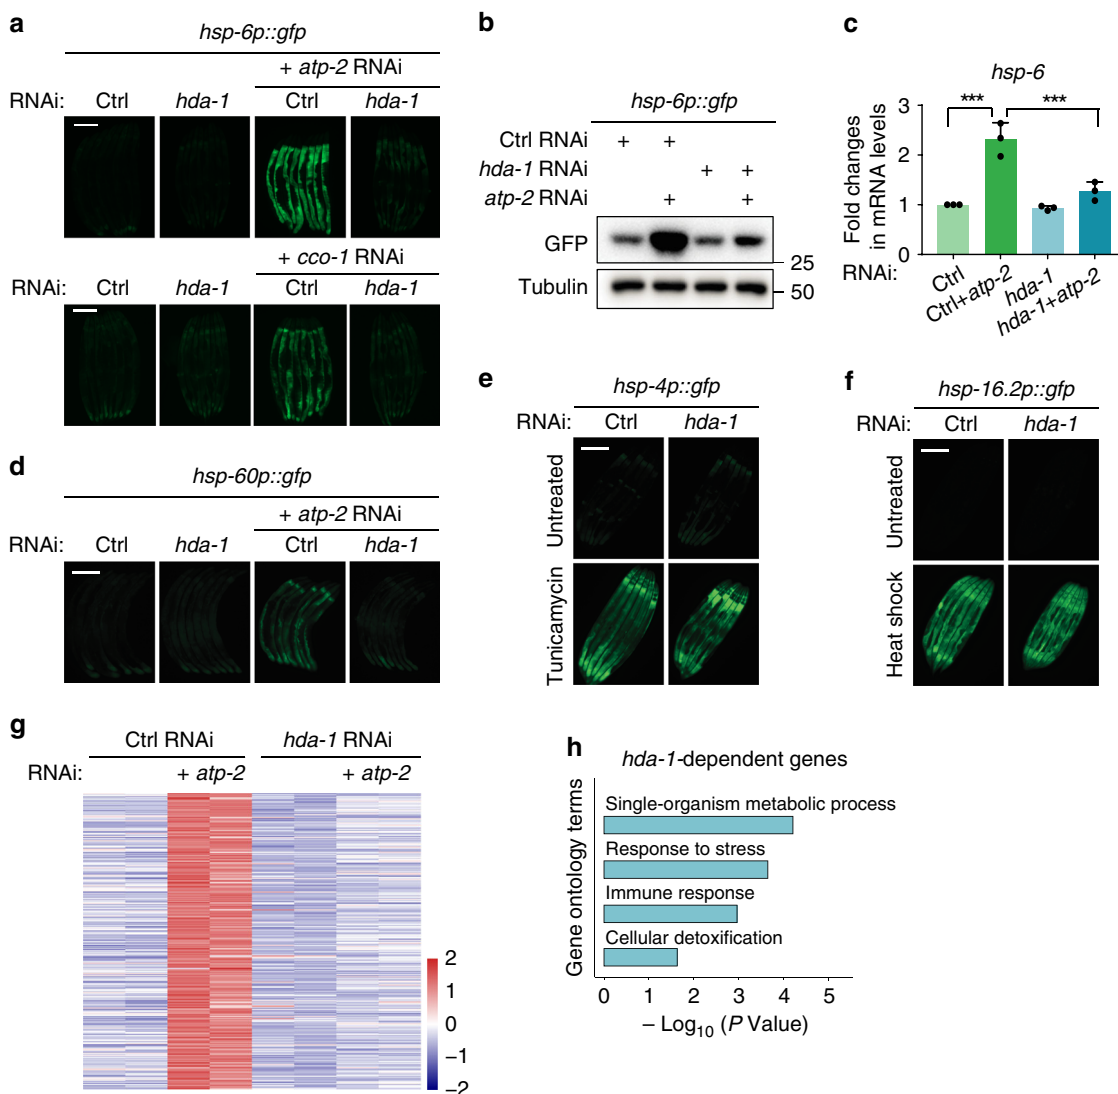 a
hsp-6p::gfp
+ atp-2 RNAi
RNAi: Ctrl hda-1 Ctrl hda-1
+ cco-1 RNAi
RNAi: Ctrl hda-1 Ctrl hda-1
b
hsp-6p::gfp
Ctrl RNAi + +
hda-1 RNAi + +
atp-2 RNAi + +
GFP
25
Tubulin
50
c
hsp-6
*** ***
Fold changes
in mRNA levels
3
2
1
0
RNAi:
Ctrl
Ctrl+atp-2
hda-1
hda-1+atp-2
d
hsp-60p::gfp
+ atp-2 RNAi
RNAi: Ctrl hda-1 Ctrl hda-1
e
hsp-4p::gfp
RNAi: Ctrl hda-1
Untreated
Tunicamycin
f
hsp-16.2p::gfp
RNAi: Ctrl hda-1
Untreated
Heat shock
g
Ctrl RNAi hda-1 RNAi
RNAi: + atp-2 + atp-2
2
1
0
−1
−2
h
hda-1-dependent genes
Gene ontology terms
Single-organism metabolic process
Response to stress
Immune response
Cellular detoxification
0 1 2 3 4 5
− Log10 (P Value)